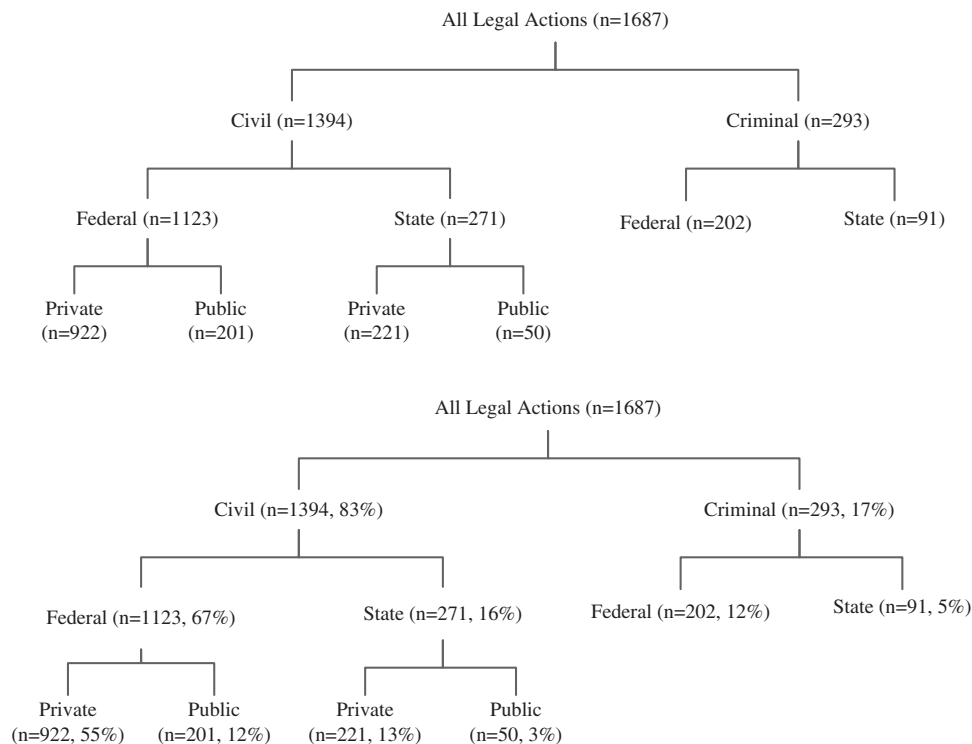 All Legal Actions (n=1687)
Civil (n=1394)
Criminal (n=293)
Federal (n=1123)
State (n=271)
Federal (n=202)
State (n=91)
Private
(n=922)
Public
(n=201)
Private
(n=221)
Public
(n=50)
All Legal Actions (n=1687)
Civil (n=1394, 83%)
Criminal (n=293, 17%)
Federal (n=1123, 67%)
State (n=271, 16%)
Federal (n=202, 12%)
State (n=91, 5%)
Private
(n=922, 55%)
Public
(n=201, 12%)
Private
(n=221, 13%)
Public
(n=50, 3%)